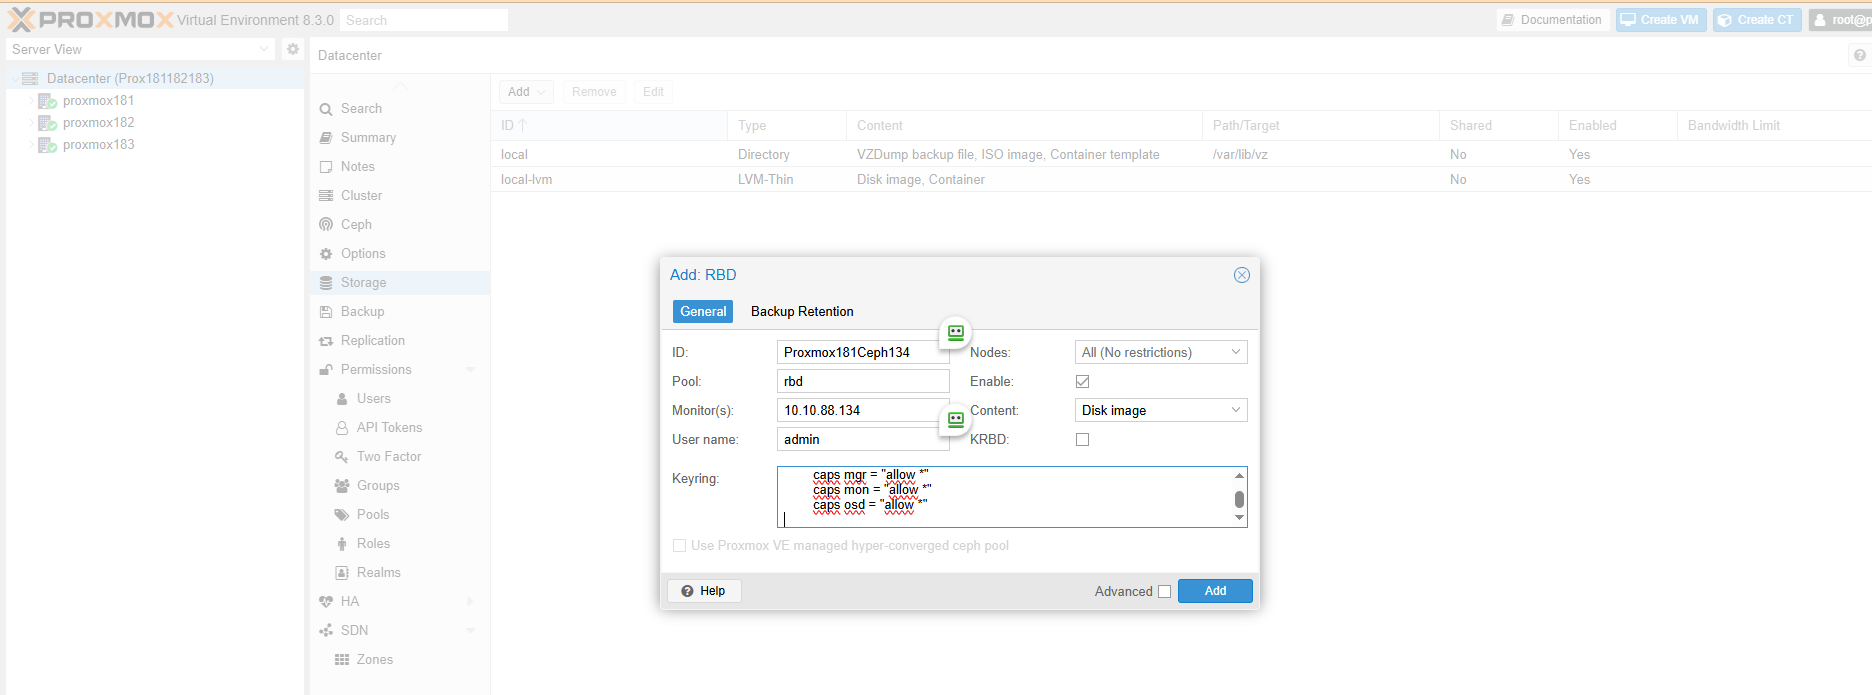 PROXMOX Virtual Environment 8.3.0 Search Documentation Create VM Create CT root@p
Server View
Datacenter
Datacenter (Prox181182183)
proxmox181
proxmox182
proxmox183
Search
Summary
Notes
Cluster
Ceph
Options
Storage
Backup
Replication
Permissions
Users
API Tokens
Two Factor
Groups
Pools
Roles
Realms
HA
SDN
Zones
Add Remove Edit
ID Type Content Path/Target Shared Enabled Bandwidth Limit
local Directory VZDump backup file, ISO image, Container template /var/lib/vz No Yes
local-lvm LVM-Thin Disk image, Container No Yes
Add: RBD
General Backup Retention
ID: Proxmox181Ceph134 Nodes: All (No restrictions)
Pool: rbd Enable:
Monitor(s): 10.10.88.134 Content: Disk image
User name: admin KRBD:
Keyring: caps mgr = "allow *"
caps mon = "allow *"
caps osd = "allow *"
Use Proxmox VE managed hyper-converged ceph pool
Help Advanced Add